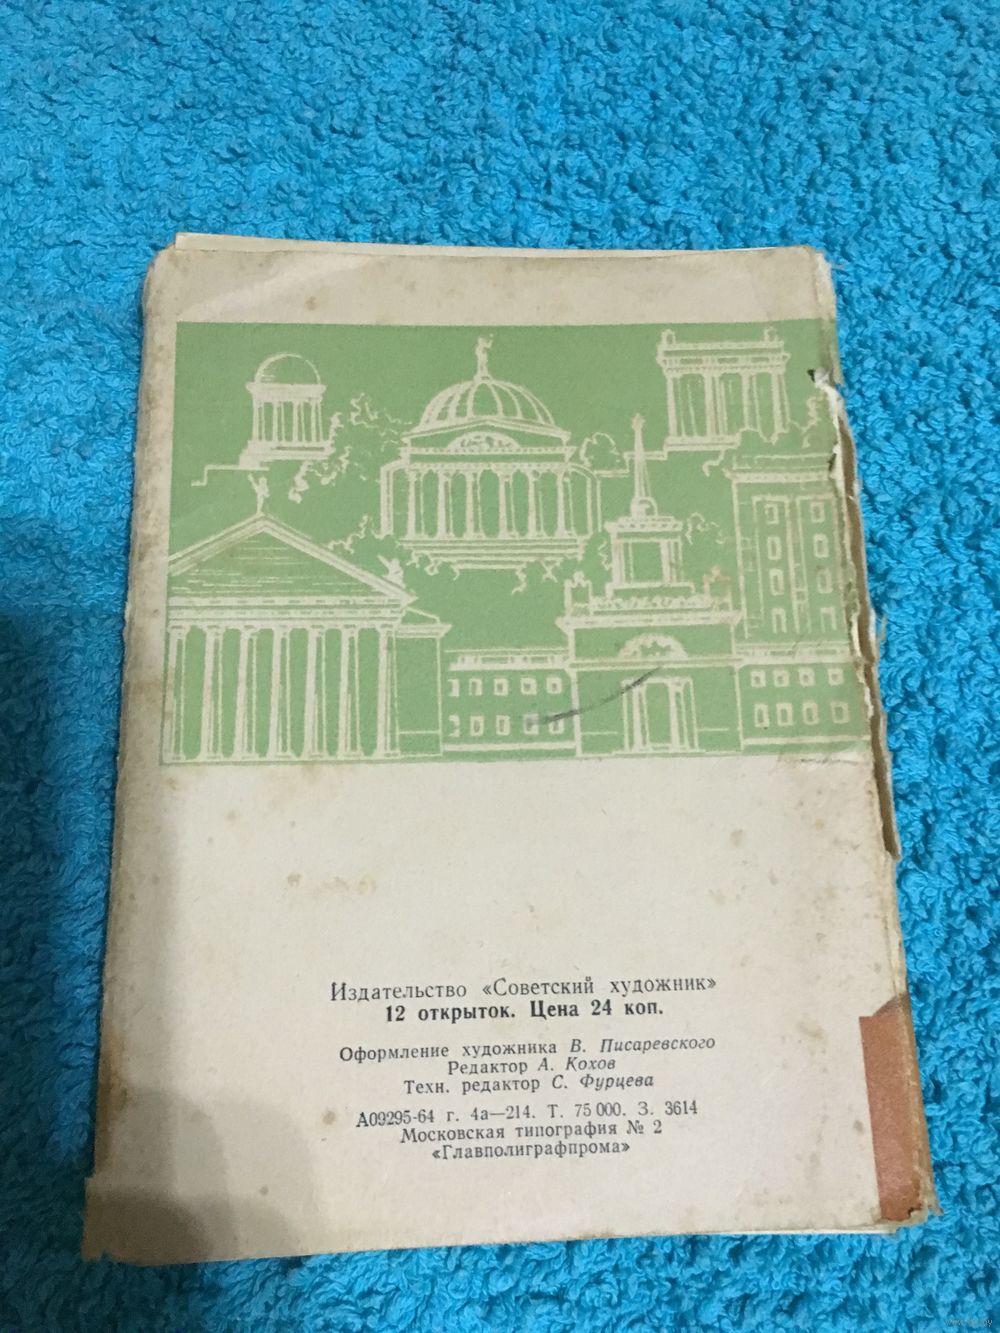 Издательство «Советский художник»
12 открыток. Цена 24 коп.
Оформление художника В. Писаревского
Редактор А. Кохов
Техн. редактор С. Фурцева
А09295-64 г. 4а—214. Т. 75 000. З. 3614
Московская типография № 2
«Главполиграфпрома»